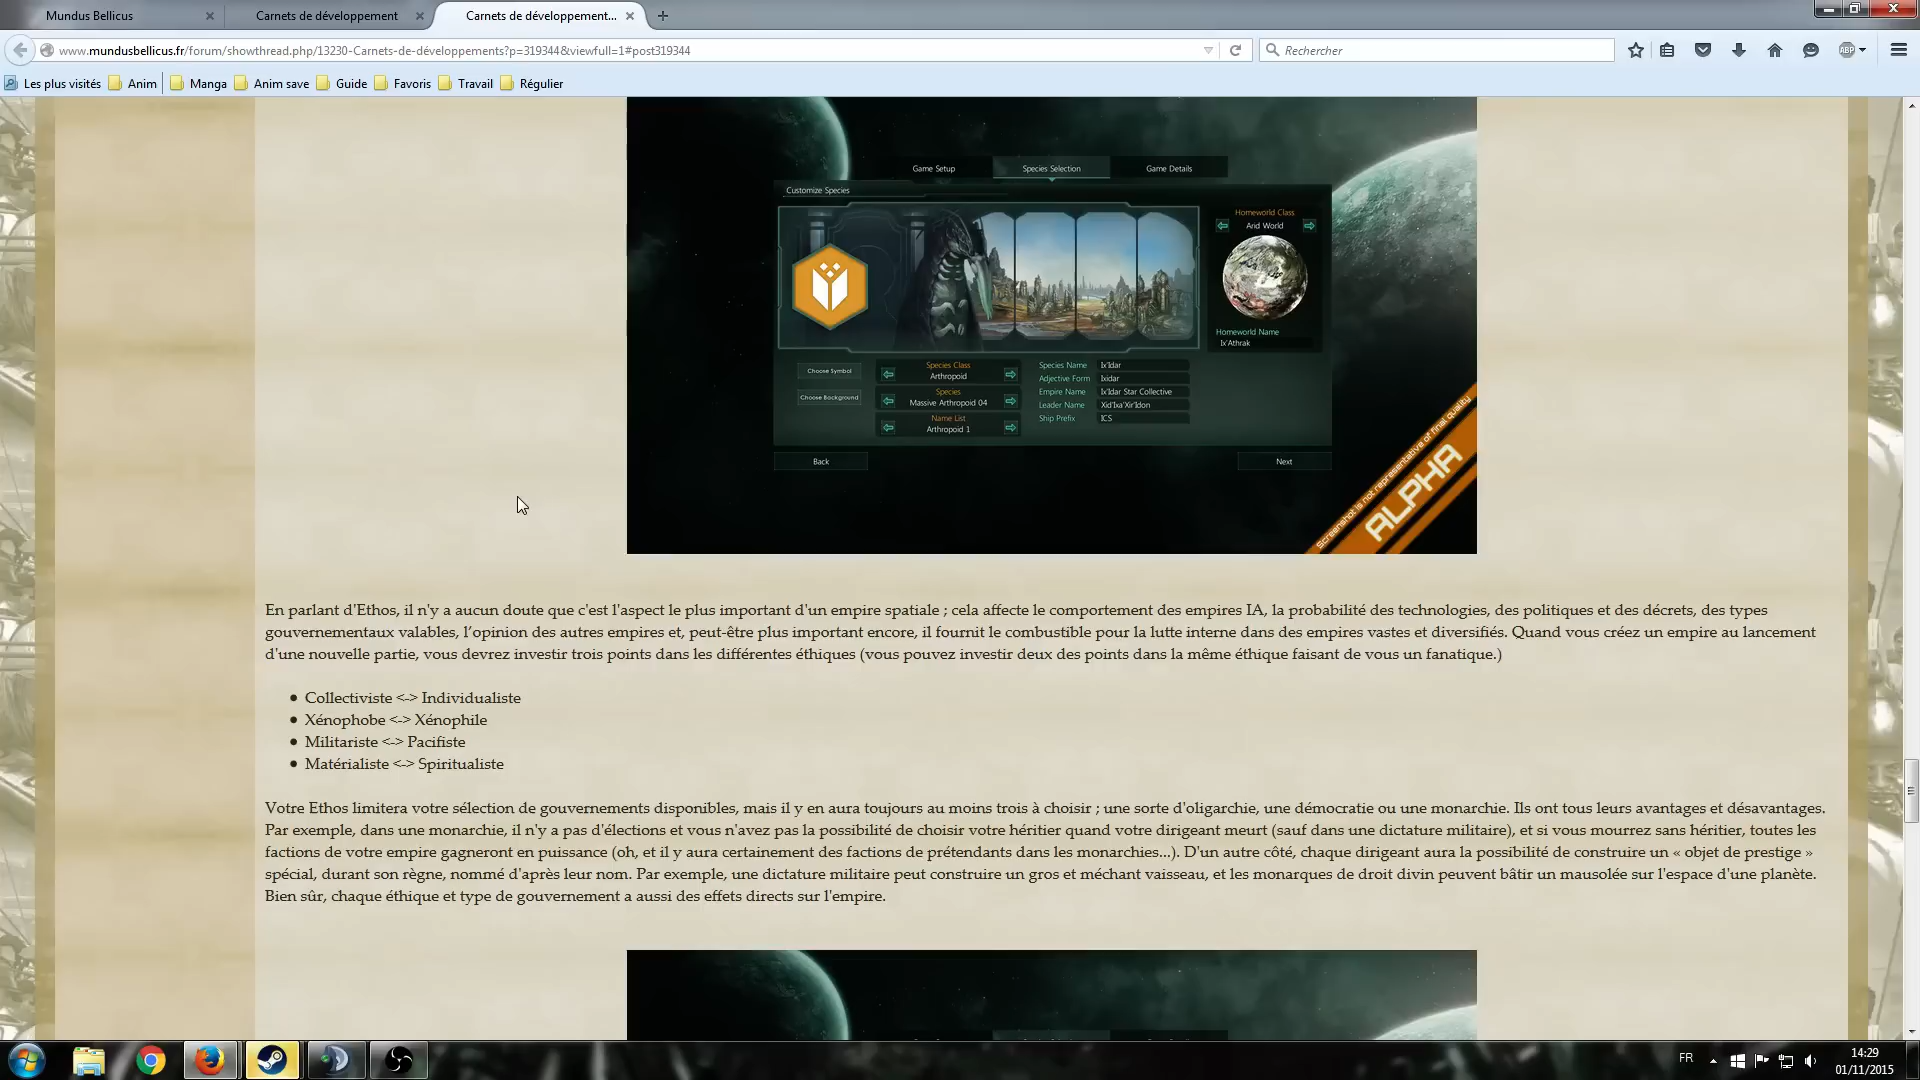 Mundus Bellicus
Carnets de développement
Carnets de développement...
www.mundusbellicus.fr/forum/showthread.php/13230-Carnets-de-développements?p=319344&viewfull=1#post319344
Rechercher
ABP
Les plus visités
Anim
Manga
Anim save
Guide
Favoris
Travail
Régulier
Game Setup
Species Selection
Game Details
Customize Species
Homeworld Class
Arid World
Homeworld Name
Ix'Athrak
Choose Symbol
Choose Background
Species Class
Arthropoid
Species
Massive Arthropoid 04
Name List
Arthropoid 1
Species Name Ix'Idar
Adjective Form Ixidar
Empire Name Ix'Idar Star Collective
Leader Name Xid'Ixa'Xir'Idon
Ship Prefix ICS
Back
Next
Screenshot is not representative of final quality
ALPHA
En parlant d'Ethos, il n'y a aucun doute que c'est l'aspect le plus important d'un empire spatiale ; cela affecte le comportement des empires IA, la probabilité des technologies, des politiques et des décrets, des types
gouvernementaux valables, l’opinion des autres empires et, peut-être plus important encore, il fournit le combustible pour la lutte interne dans des empires vastes et diversifiés. Quand vous créez un empire au lancement
d'une nouvelle partie, vous devrez investir trois points dans les différentes éthiques (vous pouvez investir deux des points dans la même éthique faisant de vous un fanatique.)
• Collectiviste <-> Individualiste
• Xénophobe <-> Xénophile
• Militariste <-> Pacifiste
• Matérialiste <-> Spiritualiste
Votre Ethos limitera votre sélection de gouvernements disponibles, mais il y en aura toujours au moins trois à choisir ; une sorte d'oligarchie, une démocratie ou une monarchie. Ils ont tous leurs avantages et désavantages.
Par exemple, dans une monarchie, il n'y a pas d'élections et vous n'avez pas la possibilité de choisir votre héritier quand votre dirigeant meurt (sauf dans une dictature militaire), et si vous mourrez sans héritier, toutes les
factions de votre empire gagneront en puissance (oh, et il y aura certainement des factions de prétendants dans les monarchies...). D'un autre côté, chaque dirigeant aura la possibilité de construire un « objet de prestige »
spécial, durant son règne, nommé d'après leur nom. Par exemple, une dictature militaire peut construire un gros et méchant vaisseau, et les monarques de droit divin peuvent bâtir un mausolée sur l'espace d'une planète.
Bien sûr, chaque éthique et type de gouvernement a aussi des effets directs sur l'empire.
FR
14:29
01/11/2015